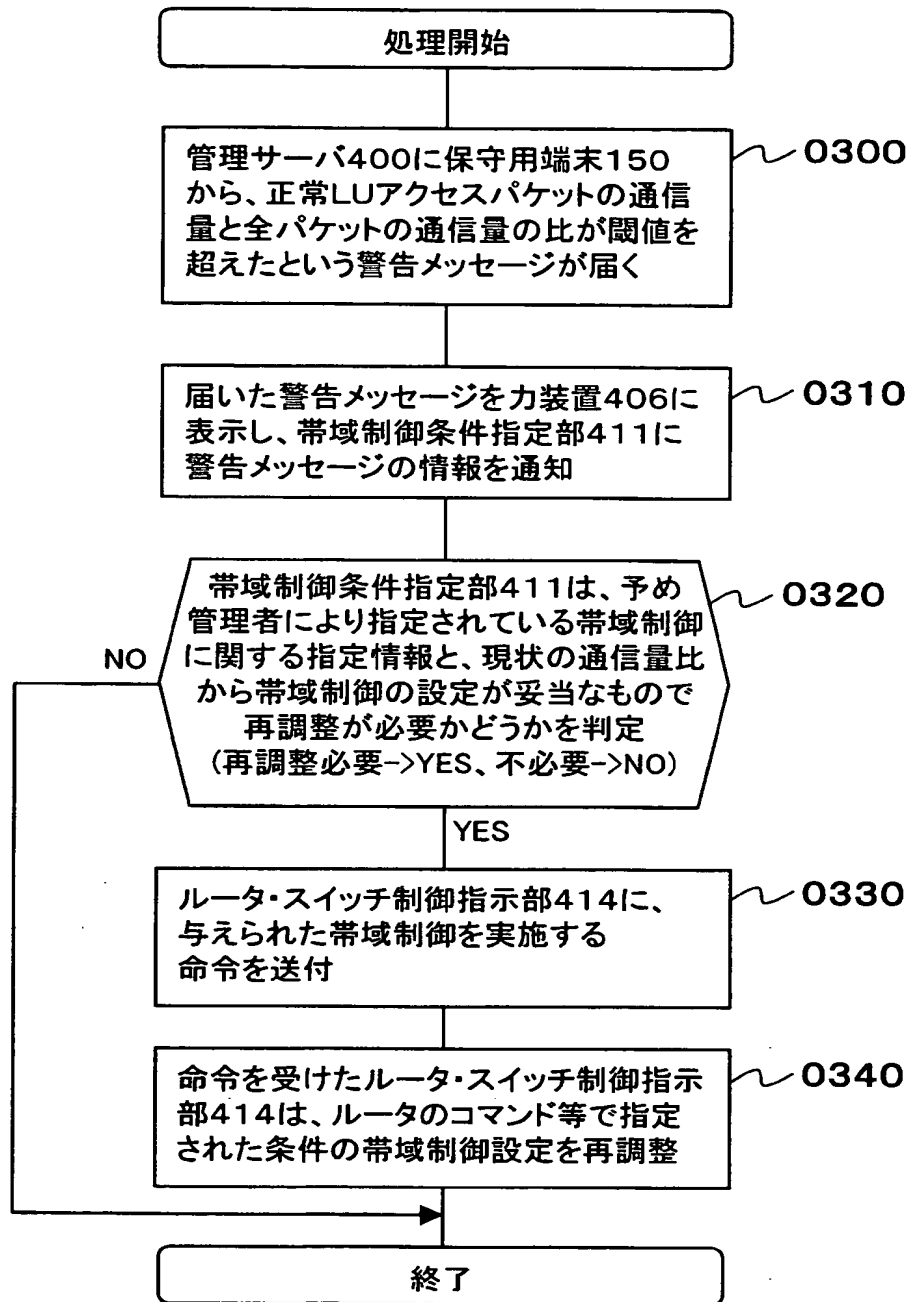 処理開始
管理サーバ400に保守用端末150
から、正常LUアクセスパケットの通信
量と全パケットの通信量の比が閾値を
超えたという警告メッセージが届く
0300
届いた警告メッセージを力装置406に
表示し、帯域制御条件指定部411に
警告メッセージの情報を通知
0310
帯域制御条件指定部411は、予め
管理者により指定されている帯域制御
に関する指定情報と、現状の通信量比
から帯域制御の設定が妥当なもので
再調整が必要かどうかを判定
(再調整必要->YES、不必要->NO)
0320
NO
YES
ルータ・スイッチ制御指示部414に、
与えられた帯域制御を実施する
命令を送付
0330
命令を受けたルータ・スイッチ制御指示
部414は、ルータのコマンド等で指定
された条件の帯域制御設定を再調整
0340
終了